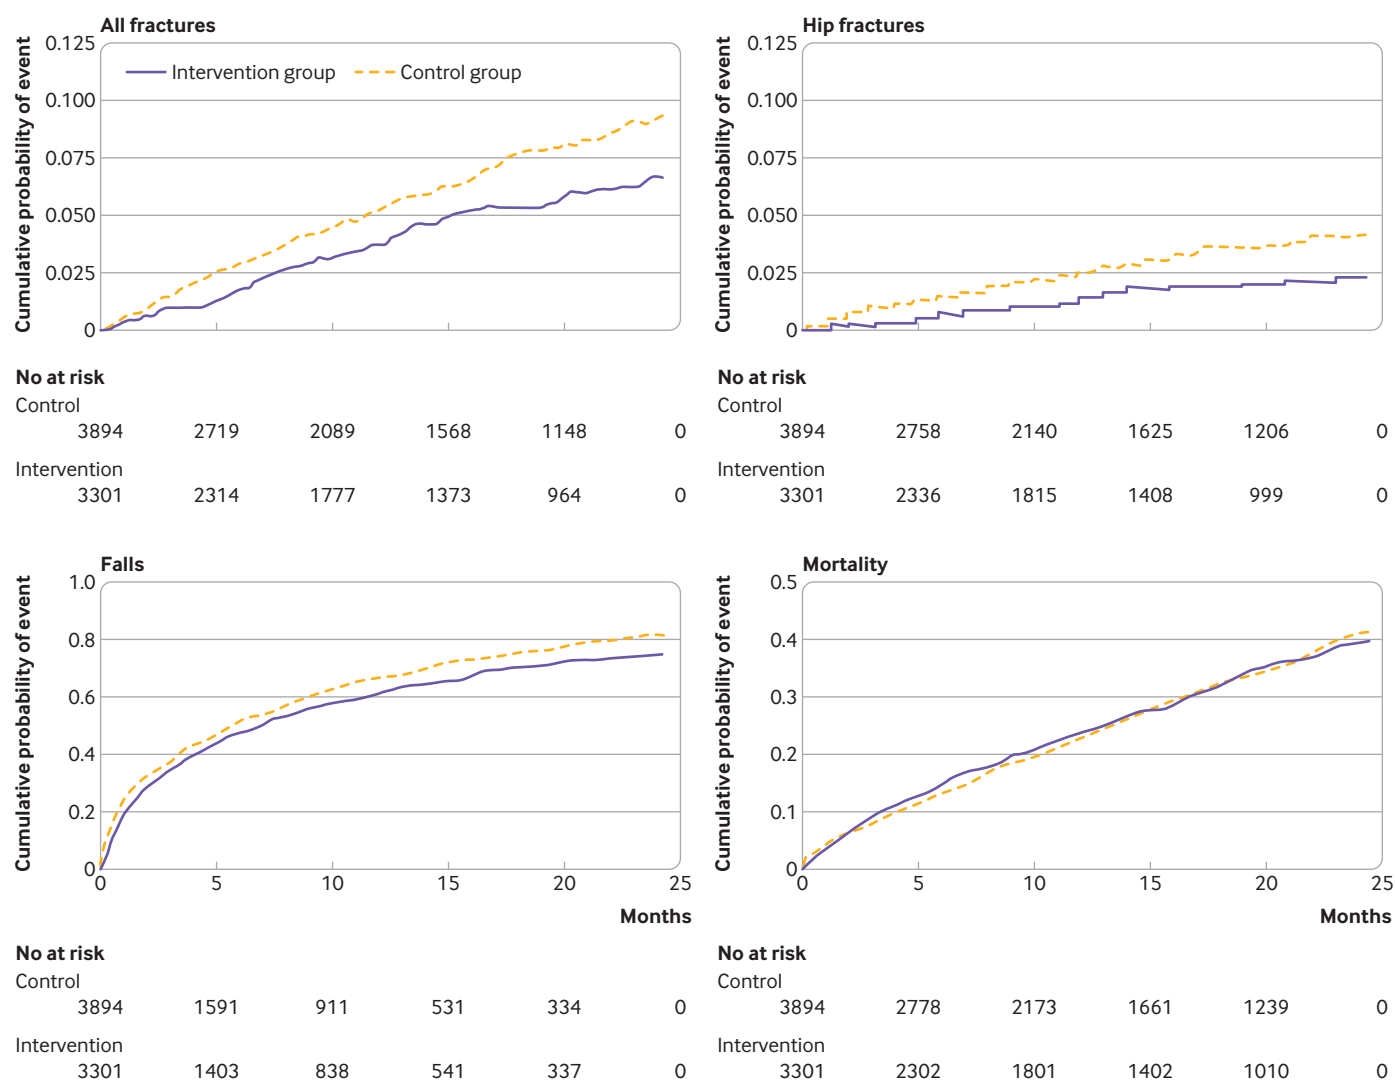 All fractures
Cumulative probability of event
0.125
0.100
0.075
0.050
0.025
0
Intervention group
Control group
No at risk
Control
3894 2719 2089 1568 1148 0
Intervention
3301 2314 1777 1373 964 0
Hip fractures
Cumulative probability of event
0.125
0.100
0.075
0.050
0.025
0
No at risk
Control
3894 2758 2140 1625 1206 0
Intervention
3301 2336 1815 1408 999 0
Falls
Cumulative probability of event
1.0
0.8
0.6
0.4
0.2
0
0 5 10 15 20 25
Months
No at risk
Control
3894 1591 911 531 334 0
Intervention
3301 1403 838 541 337 0
Mortality
Cumulative probability of event
0.5
0.4
0.3
0.2
0.1
0
0 5 10 15 20 25
Months
No at risk
Control
3894 2778 2173 1661 1239 0
Intervention
3301 2302 1801 1402 1010 0